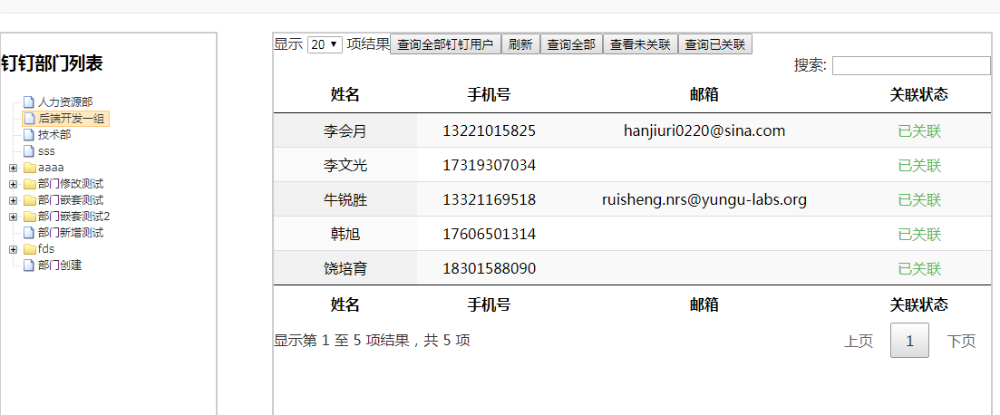 钉钉部门列表
人力资源部
后端开发一组
技术部
sss
aaaa
部门修改测试
部门嵌套测试
部门嵌套测试2
部门新增测试
fds
部门创建
显示 20 项结果 查询全部钉钉用户 刷新 查询全部 查看未关联 查询已关联
搜索:
姓名 手机号 邮箱 关联状态
李会月 13221015825 hanjiuri0220@sina.com 已关联
李文光 17319307034 已关联
牛锐胜 13321169518 ruisheng.nrs@yungu-labs.org 已关联
韩旭 17606501314 已关联
饶培育 18301588090 已关联
姓名 手机号 邮箱 关联状态
显示第 1 至 5 项结果，共 5 项 上页 1 下页